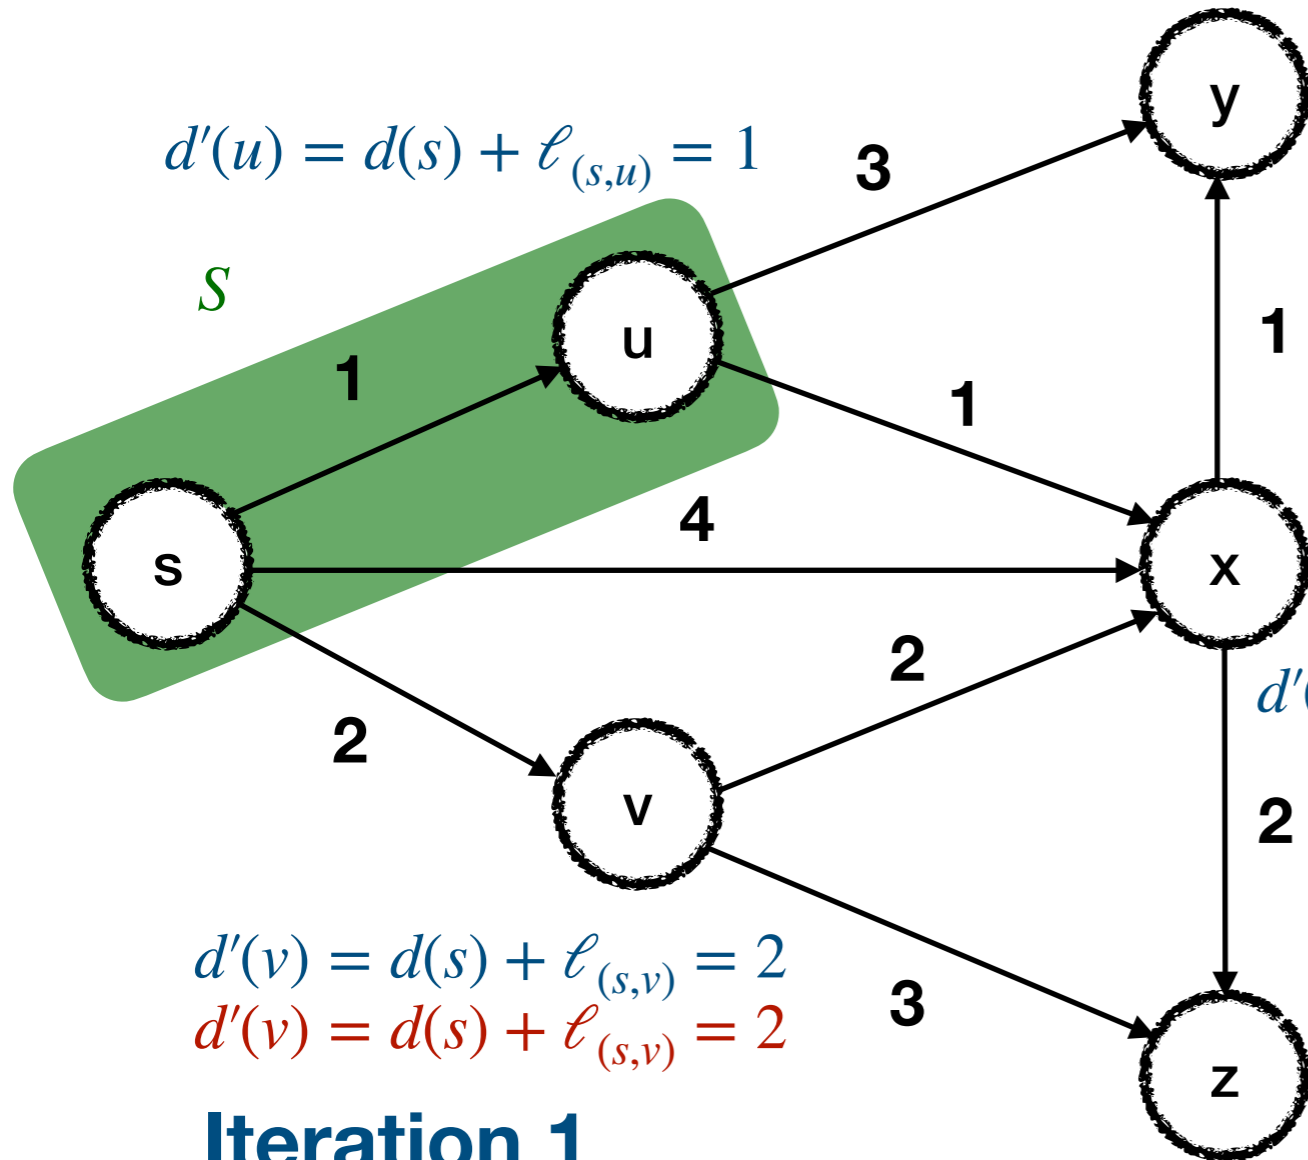 y
d′(u) = d(s) + ℓ(s,u) = 1
3
S
1
u
1
1
4
s
x
2
d′(
2
v
2
d′(v) = d(s) + ℓ(s,v) = 2
3
d′(v) = d(s) + ℓ(s,v) = 2
z
Iteration 1